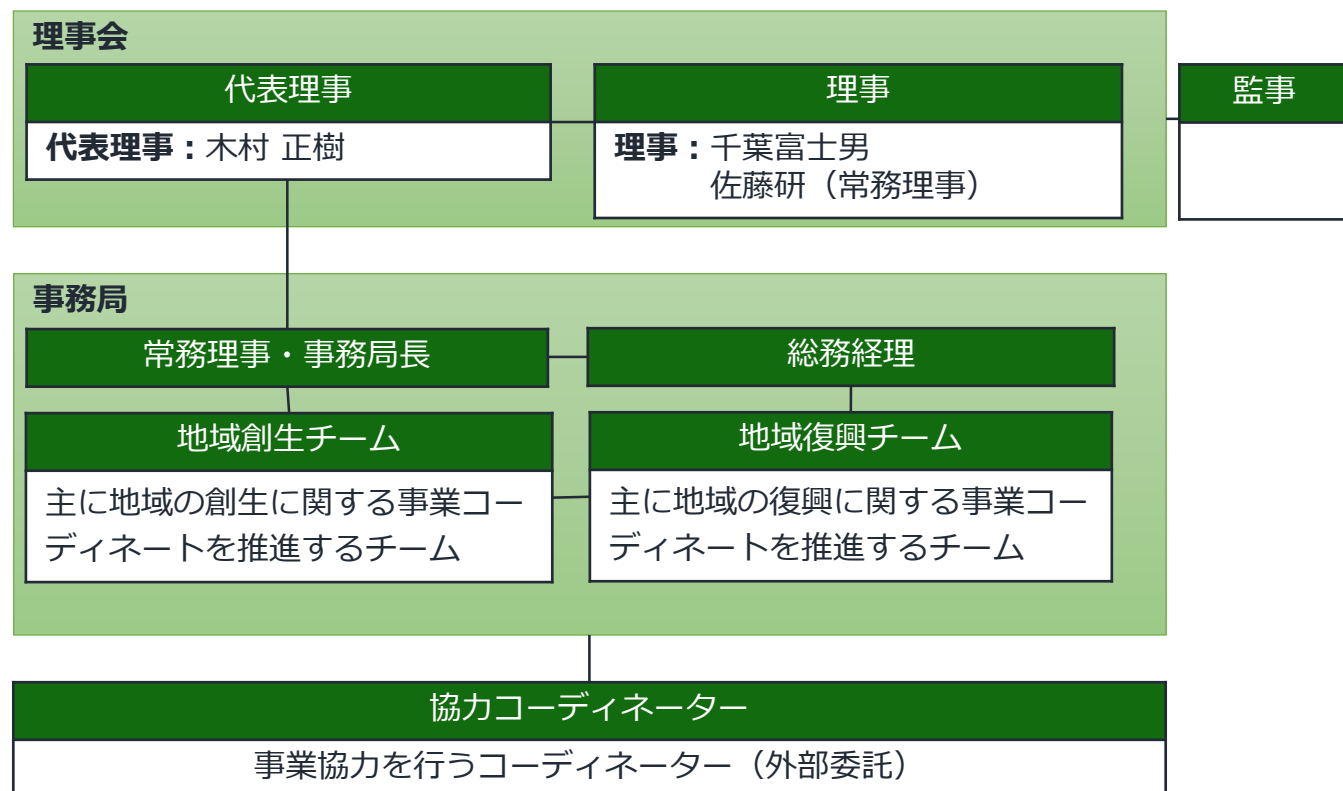 理事会
代表理事
代表理事：木村 正樹
理事
理事：千葉富士男
佐藤研（常務理事）
監事
事務局
常務理事・事務局長
総務経理
地域創生チーム
主に地域の創生に関する事業コー
ディネートを推進するチーム
地域復興チーム
主に地域の復興に関する事業コー
ディネートを推進するチーム
協力コーディネーター
事業協力を行うコーディネーター（外部委託）